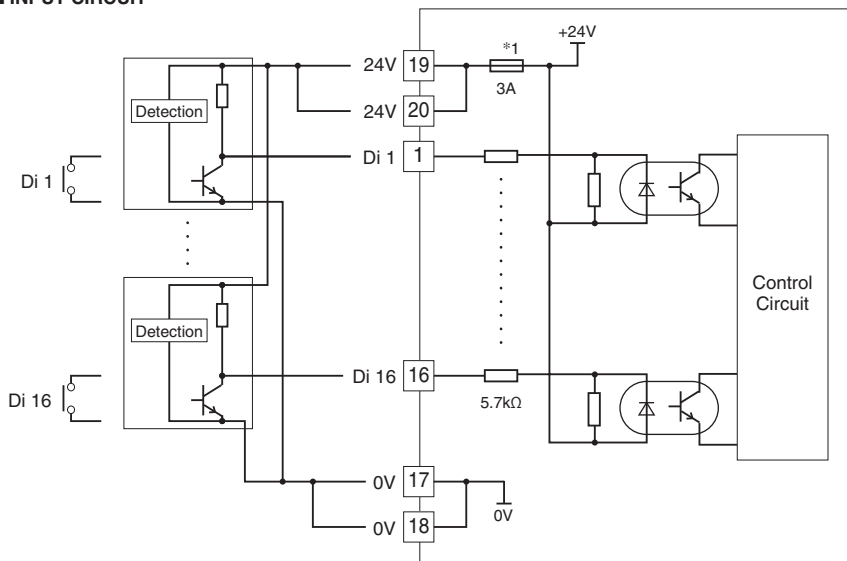 INPUT CIRCUIT
+24V
*1
24V 19
3A
24V 20
Detection
Di 1 1
Di 1
Control
Circuit
Detection
Di 16 16
5.7kΩ
Di 16
0V 17
0V
0V 18